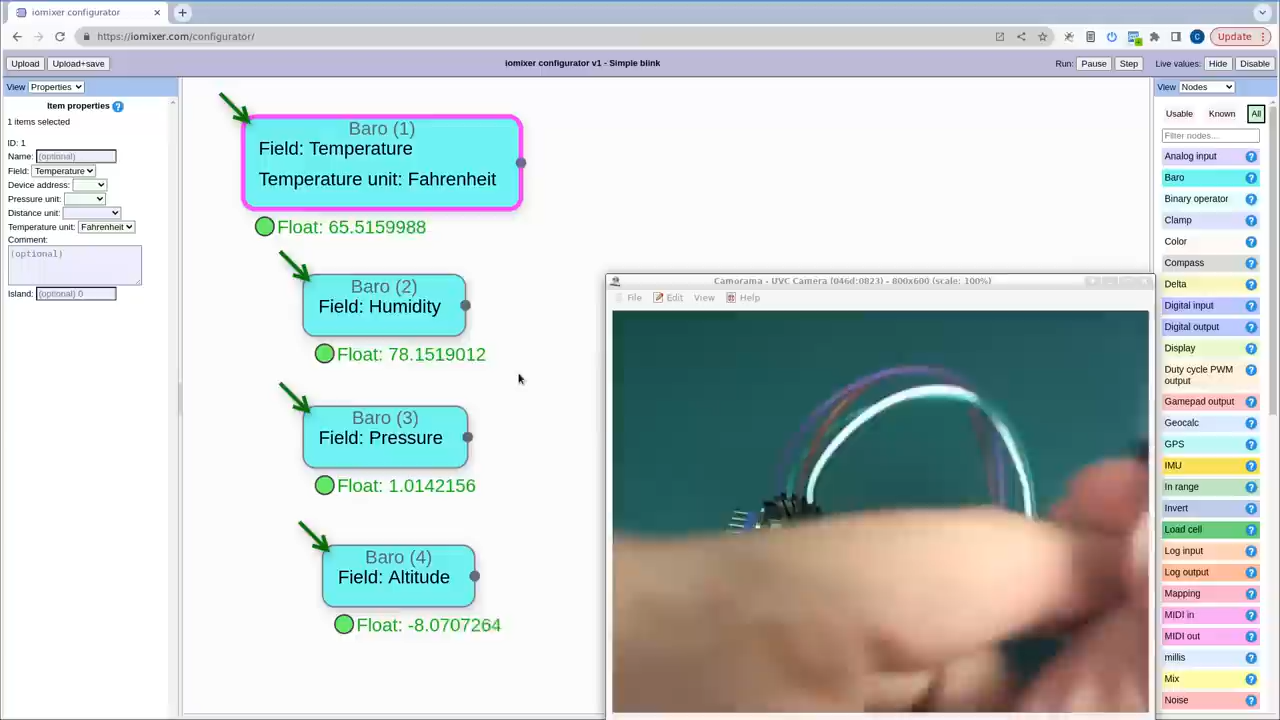 iomixer configurator
https://iomixer.com/configurator/
C
Update
Upload
Upload+save
iomixer configurator v1 - Simple blink
Run:
Pause
Step
Live values:
Hide
Disable
View
Properties
Item properties
?
1 items selected
ID: 1
Name:
(optional)
Field:
Temperature
Device address:
Pressure unit:
Distance unit:
Temperature unit:
Fahrenheit
Comment:
(optional)
Island:
(optional) 0
Baro (1)
Field: Temperature
Temperature unit: Fahrenheit
Float: 65.5159988
Baro (2)
Field: Humidity
Float: 78.1519012
Baro (3)
Field: Pressure
Float: 1.0142156
Baro (4)
Field: Altitude
Float: -8.0707264
Camorama - UVC Camera (046d:0823) - 800x600 (scale: 100%)
File
Edit
View
Help
View
Nodes
Usable
Known
All
Filter nodes...
Analog input ?
Baro ?
Binary operator ?
Clamp ?
Color ?
Compass ?
Delta ?
Digital input ?
Digital output ?
Display ?
Duty cycle PWM
output ?
Gamepad output ?
Geocalc ?
GPS ?
IMU ?
In range ?
Invert ?
Load cell ?
Log input ?
Log output ?
Mapping ?
MIDI in ?
MIDI out ?
millis ?
Mix ?
Noise ?